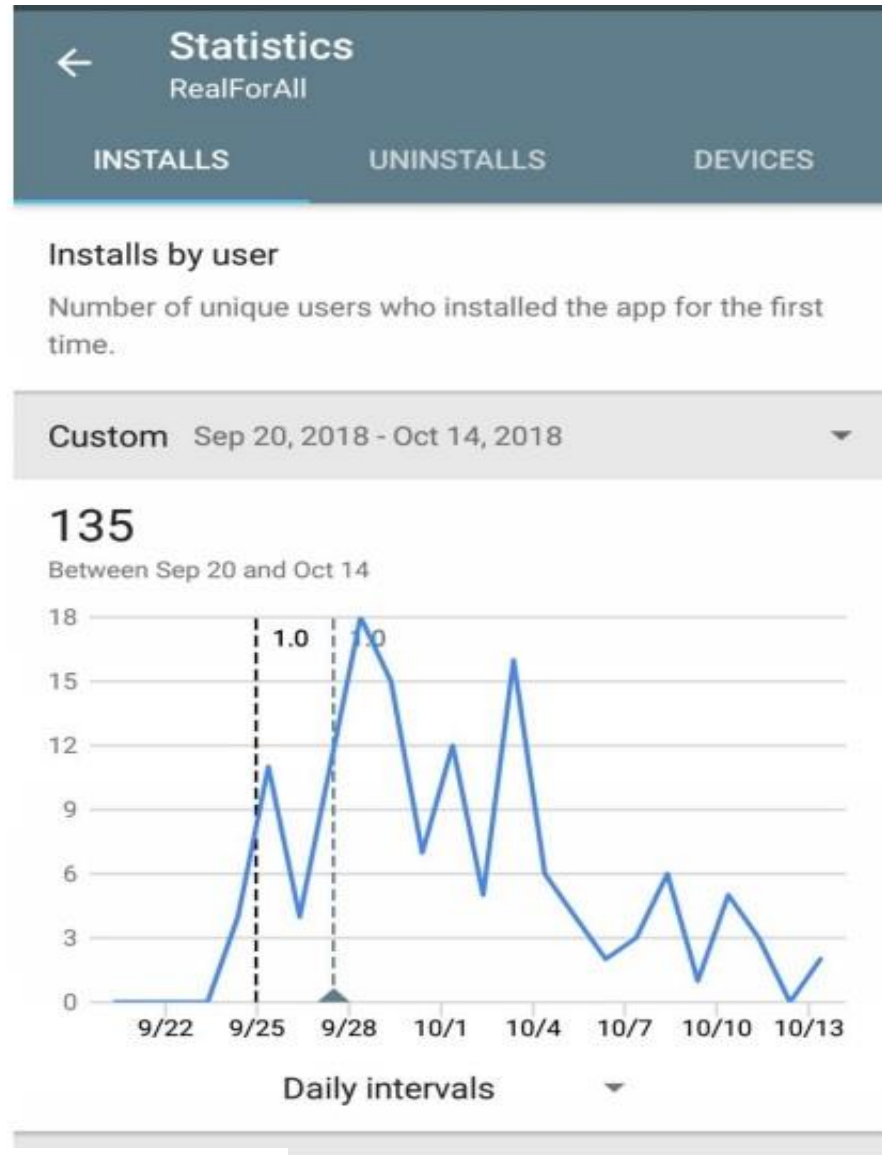 Statistics
RealForAll
INSTALLS UNINSTALLS DEVICES
Installs by user
Number of unique users who installed the app for the first
time.
Custom Sep 20, 2018 - Oct 14, 2018
135
Between Sep 20 and Oct 14
18
1.0 1.0
15
12
9
6
3
0
9/22 9/25 9/28 10/1 10/4 10/7 10/10 10/13
Daily intervals